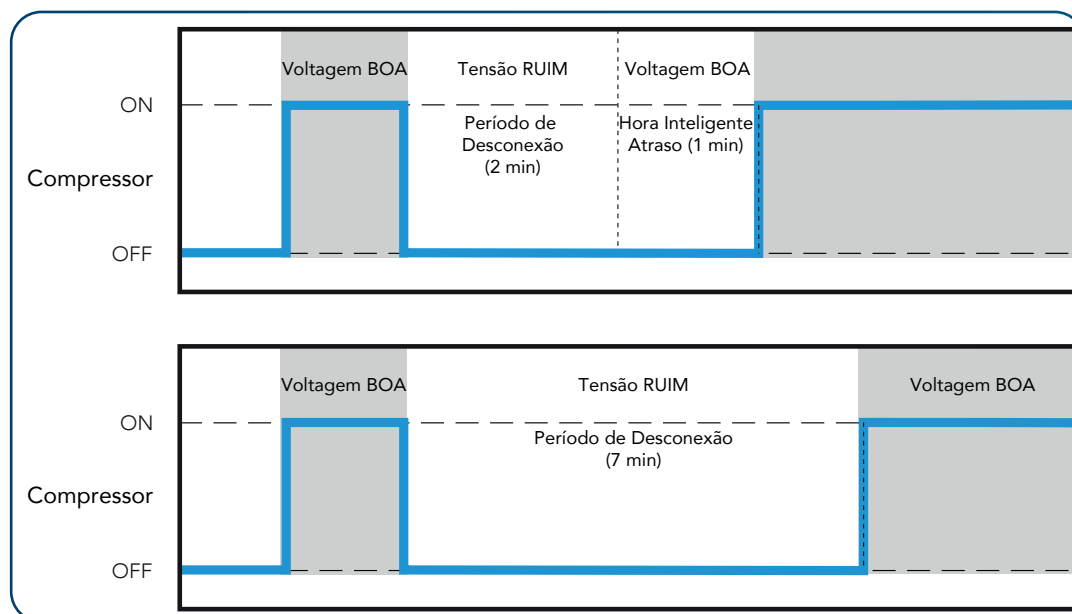 Voltagem BOA
Tensão RUIM
Voltagem BOA
ON
Período de
Desconexão
(2 min)
Hora Inteligente
Atraso (1 min)
Compressor
OFF
Voltagem BOA
Tensão RUIM
Voltagem BOA
ON
Período de Desconexão
(7 min)
Compressor
OFF